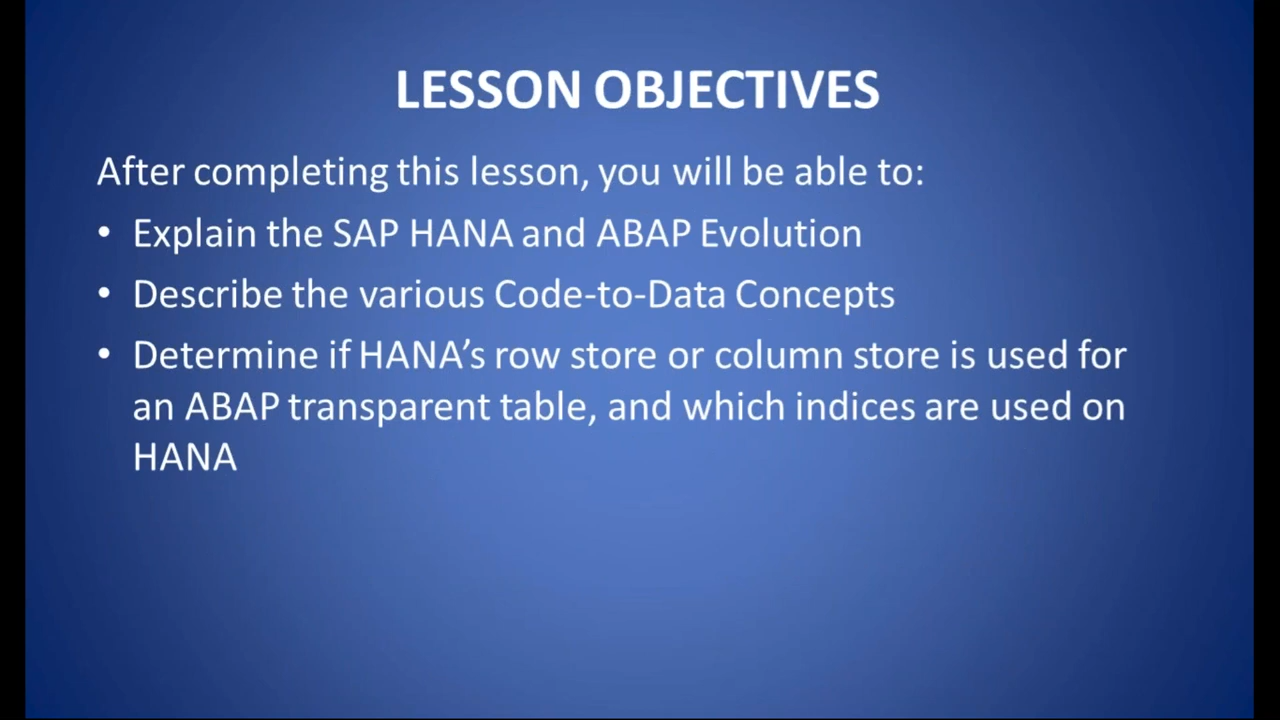 LESSON OBJECTIVES
After completing this lesson, you will be able to:
• Explain the SAP HANA and ABAP Evolution
• Describe the various Code-to-Data Concepts
• Determine if HANA’s row store or column store is used for
an ABAP transparent table, and which indices are used on
HANA